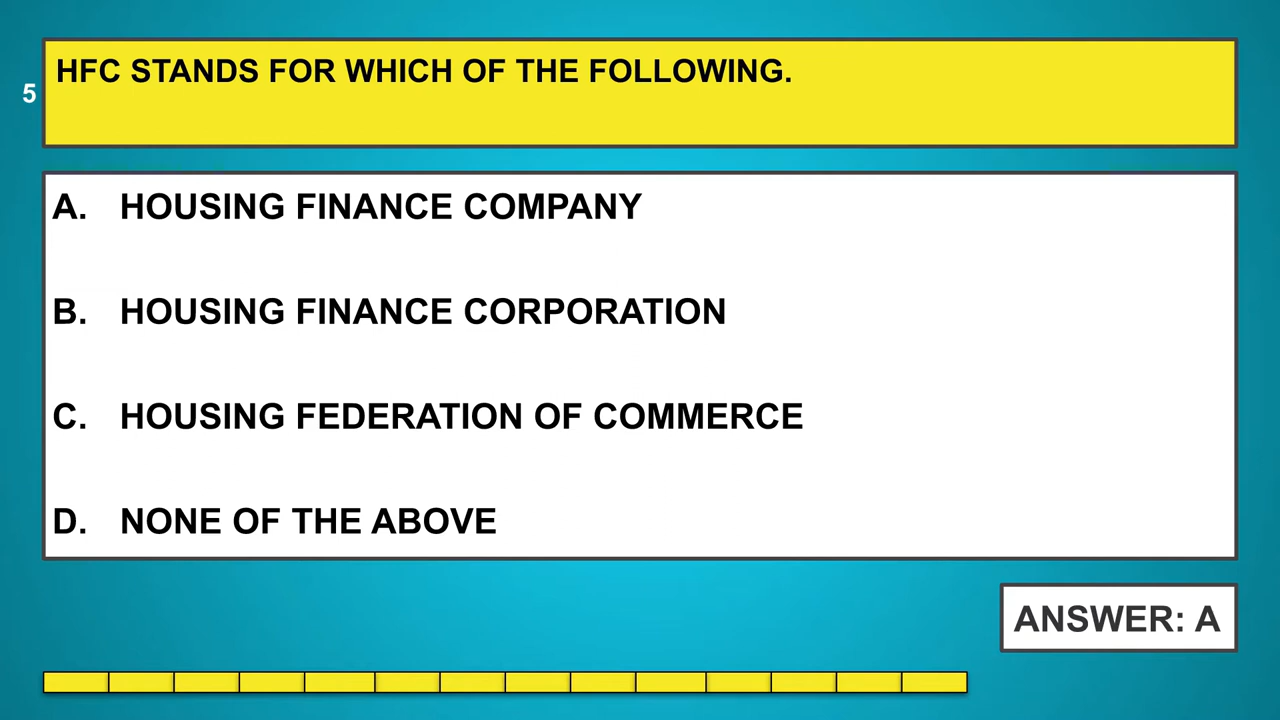 HFC STANDS FOR WHICH OF THE FOLLOWING.
5
A. HOUSING FINANCE COMPANY
B. HOUSING FINANCE CORPORATION
C. HOUSING FEDERATION OF COMMERCE
D. NONE OF THE ABOVE
ANSWER: A